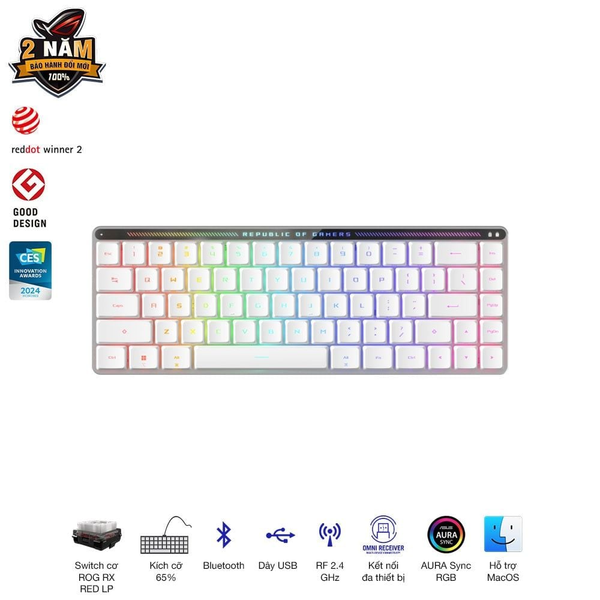 2 NĂM
BẢO HÀNH ĐỔI MỚI
100%
reddot winner 2
GOOD
DESIGN
CES
INNOVATION
AWARDS
2024
REPUBLIC OF GAMERS
OMNI RECEIVER
ASUS
AURA
SYNC
Switch cơ
ROG RX
RED LP
Kích cỡ
65%
Bluetooth
Dây USB
RF 2.4
GHz
Kết nối
đa thiết bị
AURA Sync
RGB
Hỗ trợ
MacOS